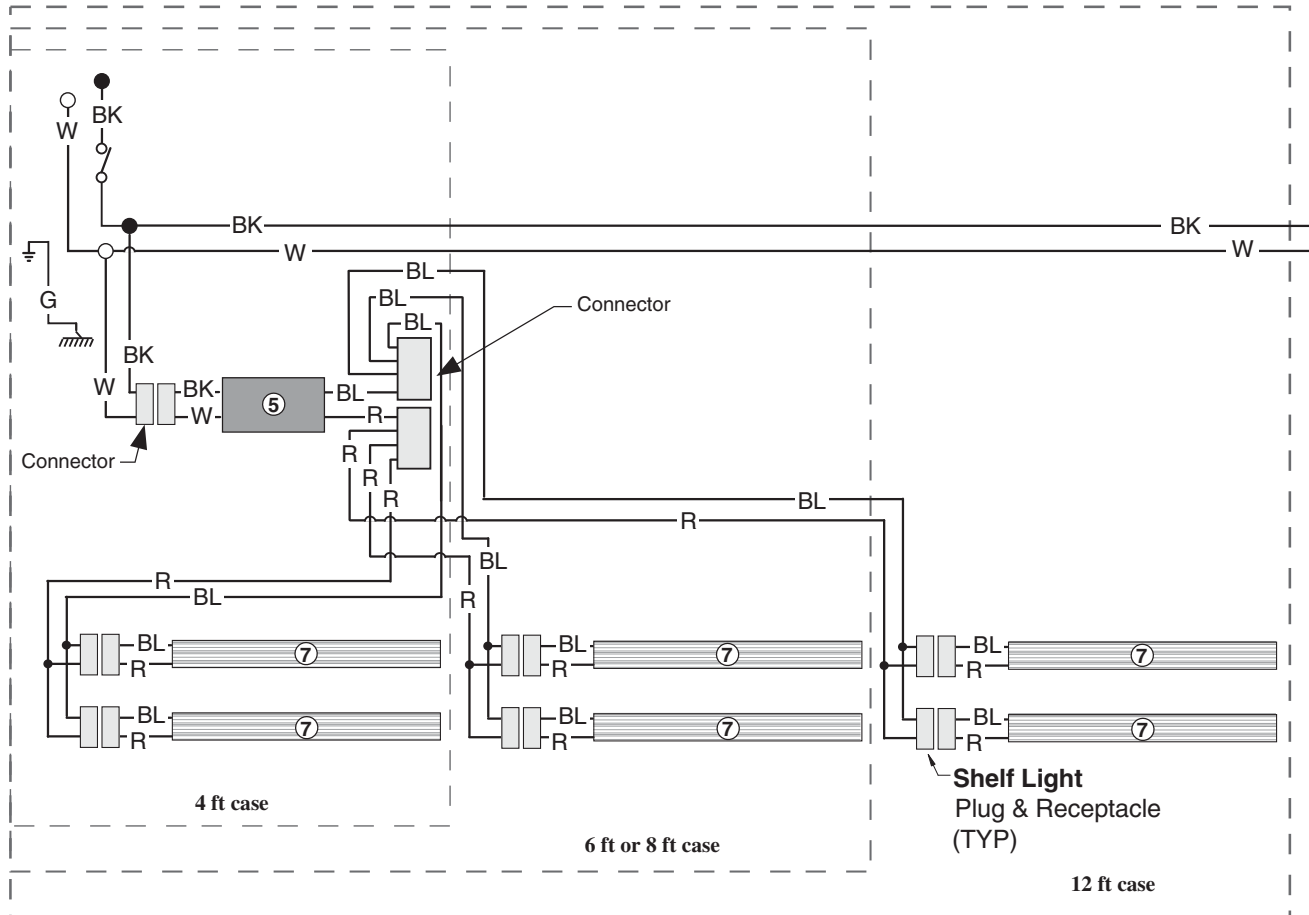 BK
W
BK
BK
W
W
G
BL
BL
BL
Connector
BK
W
BK
W
5
BL
R
Connector
R
R
R
BL
R
R
BL
BL
R
BL
R
7
BL
R
7
BL
R
7
BL
R
7
BL
R
7
BL
R
7
Shelf Light
Plug & Receptacle
(TYP)
4 ft case
6 ft or 8 ft case
12 ft case